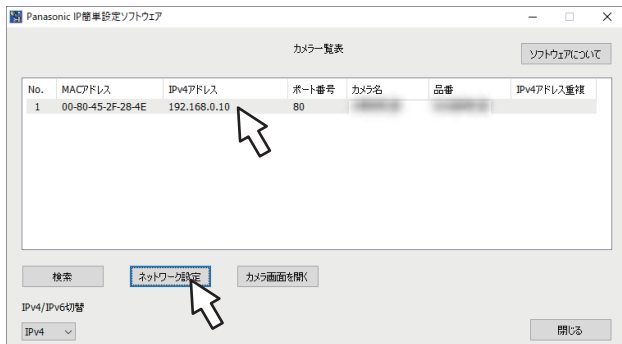 Panasonic IP簡単設定ソフトウェア
カメラ一覧表
ソフトウェアについて
No. MACアドレス IPv4アドレス ポート番号 カメラ名 品番 IPv4アドレス重複
1 00-80-45-2F-28-4E 192.168.0.10 80
検索 ネットワーク設定 カメラ画面を開く
IPv4/IPv6切替
IPv4 閉じる